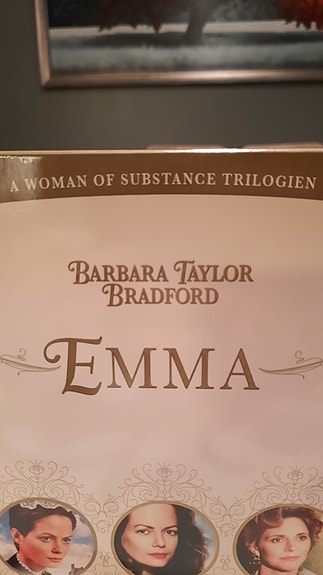 A WOMAN OF SUBSTANCE TRILOGIEN
BARBARA TAYLOR
BRADFORD
EMMA